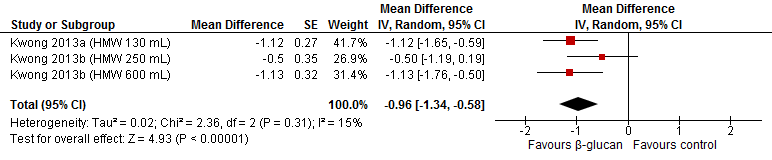 Mean Difference Mean Difference
Study or Subgroup Mean Difference SE Weight IV, Random, 95% CI IV, Random, 95% CI
Kwong 2013a (HMW 130 mL) -1.12 0.27 41.7% -1.12 [-1.65, -0.59]
Kwong 2013b (HMW 250 mL) -0.5 0.35 26.9% -0.50 [-1.19, 0.19]
Kwong 2013b (HMW 600 mL) -1.13 0.32 31.4% -1.13 [-1.76, -0.50]
Total (95% CI) 100.0% -0.96 [-1.34, -0.58]
Heterogeneity: Tau² = 0.02; Chi² = 2.36, df = 2 (P = 0.31); I² = 15%
Test for overall effect: Z = 4.93 (P < 0.00001)
-2 -1 0 1 2
Favours β-glucan Favours control